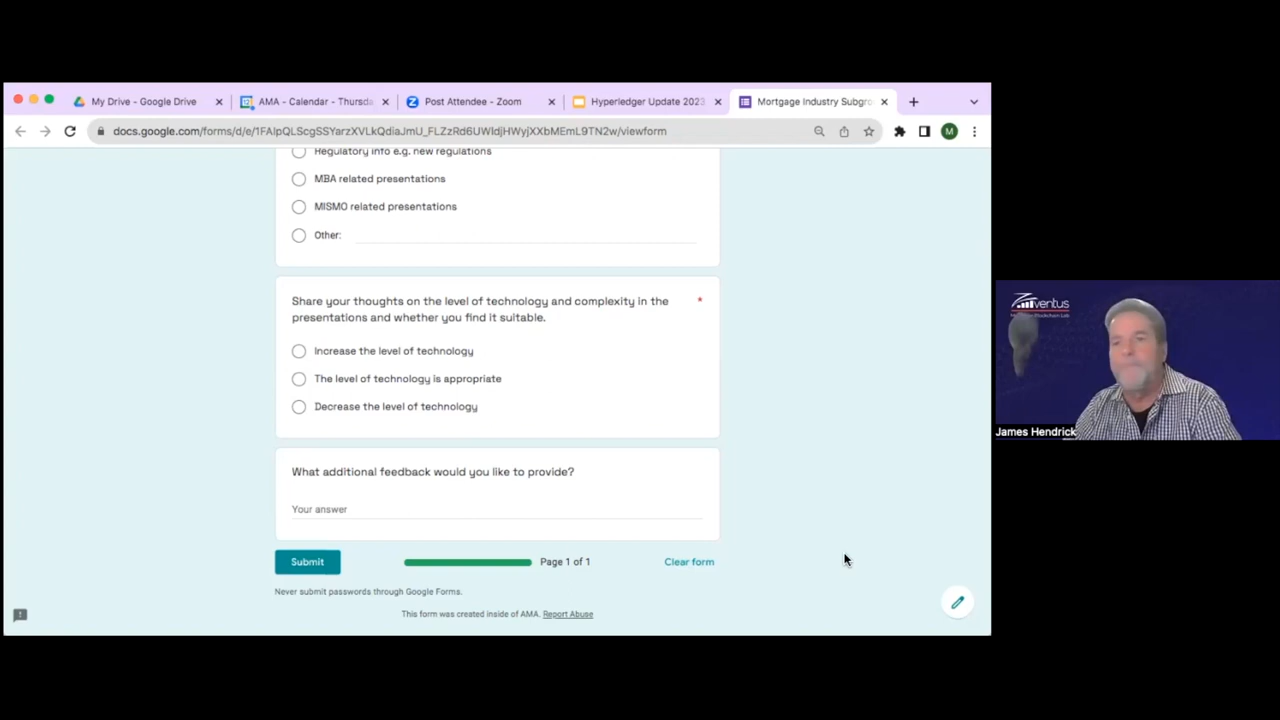 My Drive - Google Drive
AMA - Calendar - Thursda
Post Attendee - Zoom
Hyperledger Update 2023
Mortgage Industry Subgro
docs.google.com/forms/d/e/1FAIpQLScgSSYarzXVLkQdiaJmU_FLZzRd6UWIdjHWyjXXbMEmL9TN2w/viewform
M
Regulatory info e.g. new regulations
MBA related presentations
MISMO related presentations
Other:
Share your thoughts on the level of technology and complexity in the *
presentations and whether you find it suitable.
Increase the level of technology
The level of technology is appropriate
Decrease the level of technology
What additional feedback would you like to provide?
Your answer
Submit
Page 1 of 1
Clear form
Never submit passwords through Google Forms.
This form was created inside of AMA. Report Abuse
ventus
James Hendrick